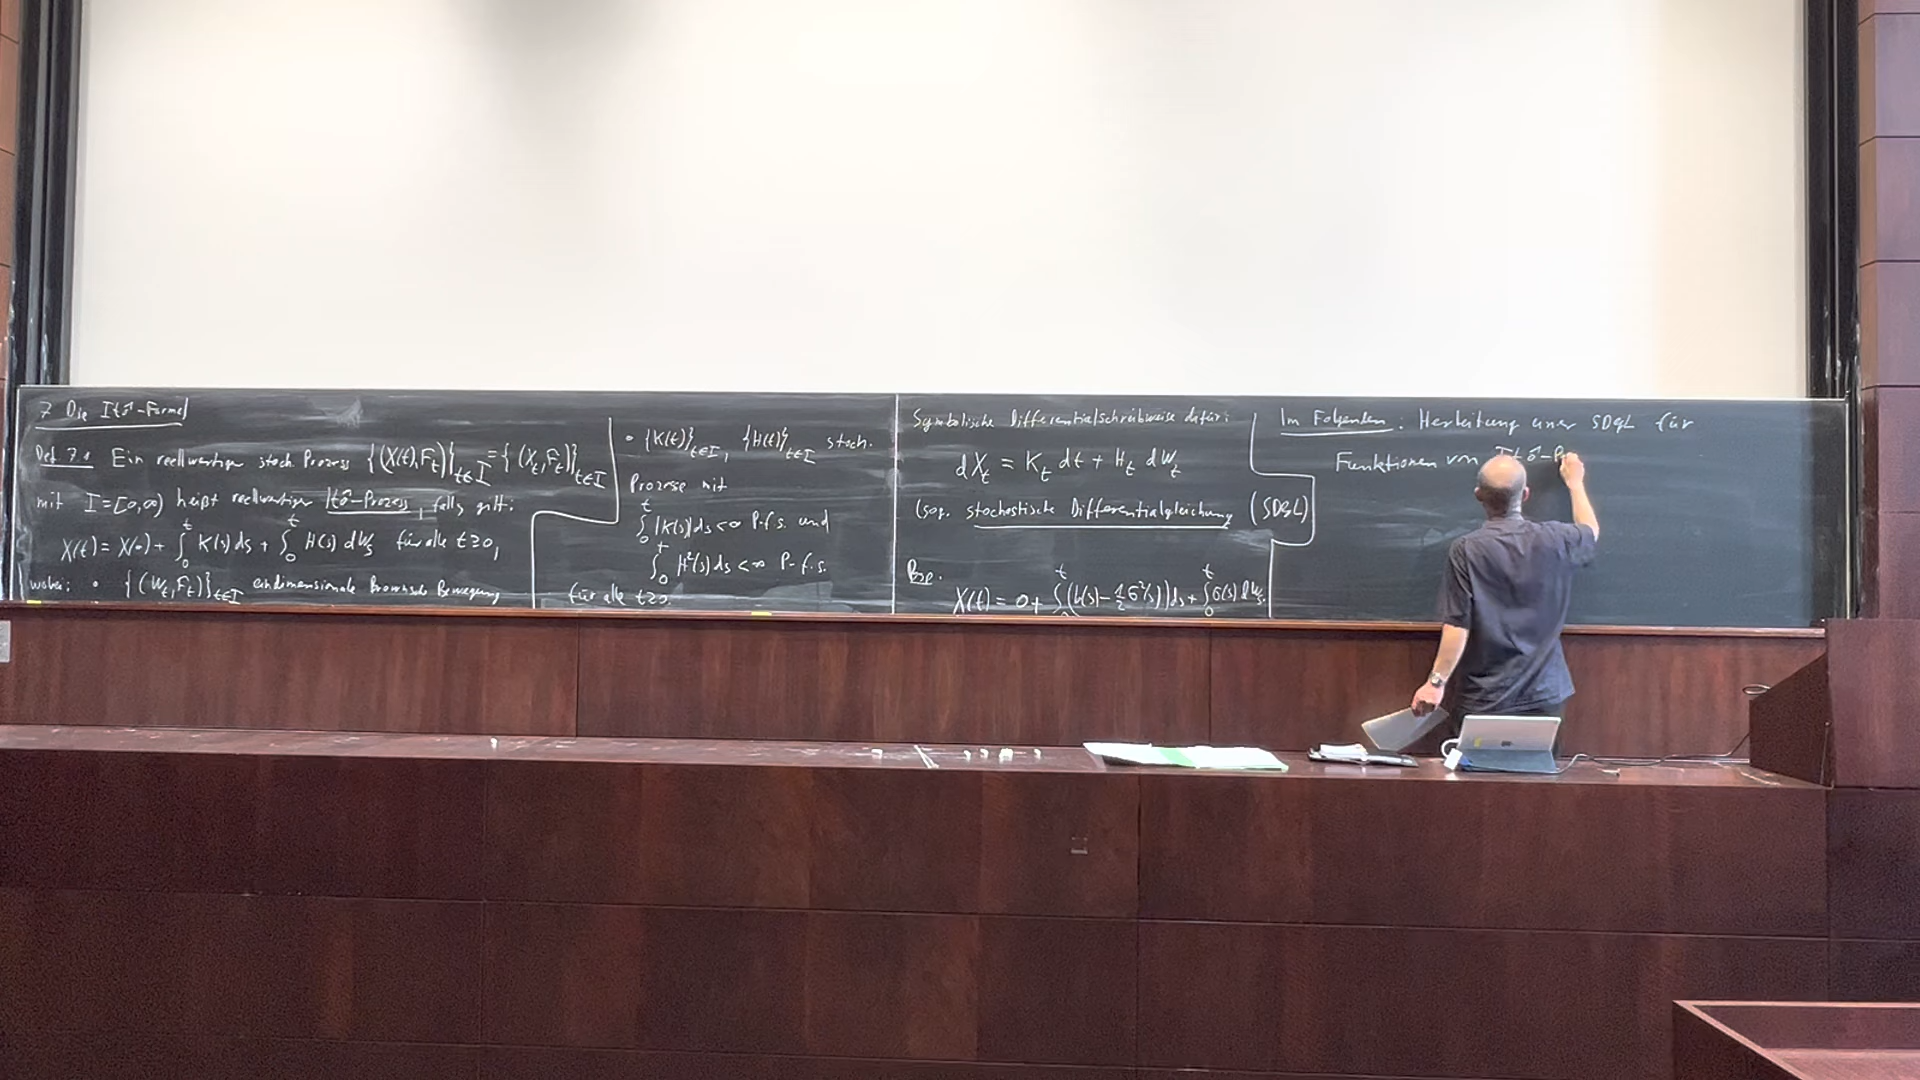 7 Die Itô-Formel
Def 7.1 Ein reellwertiger stoch. Prozess {(X(t),F_t)}_{t∈I} = {(X_t,F_t)}_{t∈I}
mit I=[0,∞) heißt reellwertiger Itô-Prozess, falls gilt:
X(t) = X(0) + ∫_0^t K(s) ds + ∫_0^t H(s) dW_s für alle t≥0,
wobei: • {(W_t,F_t)}_{t∈I} eindimensionale Brownsche Bewegung
• {K(t)}_{t∈I}, {H(t)}_{t∈I} stoch.
Prozesse mit
∫_0^t |K(s)| ds < ∞ P-f.s. und
∫_0^t H²(s) ds < ∞ P-f.s.
für alle t≥0.
Symbolische Differentialschreibweise dafür:
dX_t = K_t dt + H_t dW_t
(sog. stochastische Differentialgleichung (SDGL)
Bsp.
X(t) = 0 + ∫_0^t (b(s) - 1/2 σ²(s)) ds + ∫_0^t σ(s) dW_s
Im Folgenden: Herleitung einer SDGL für
Funktionen von Itô-P